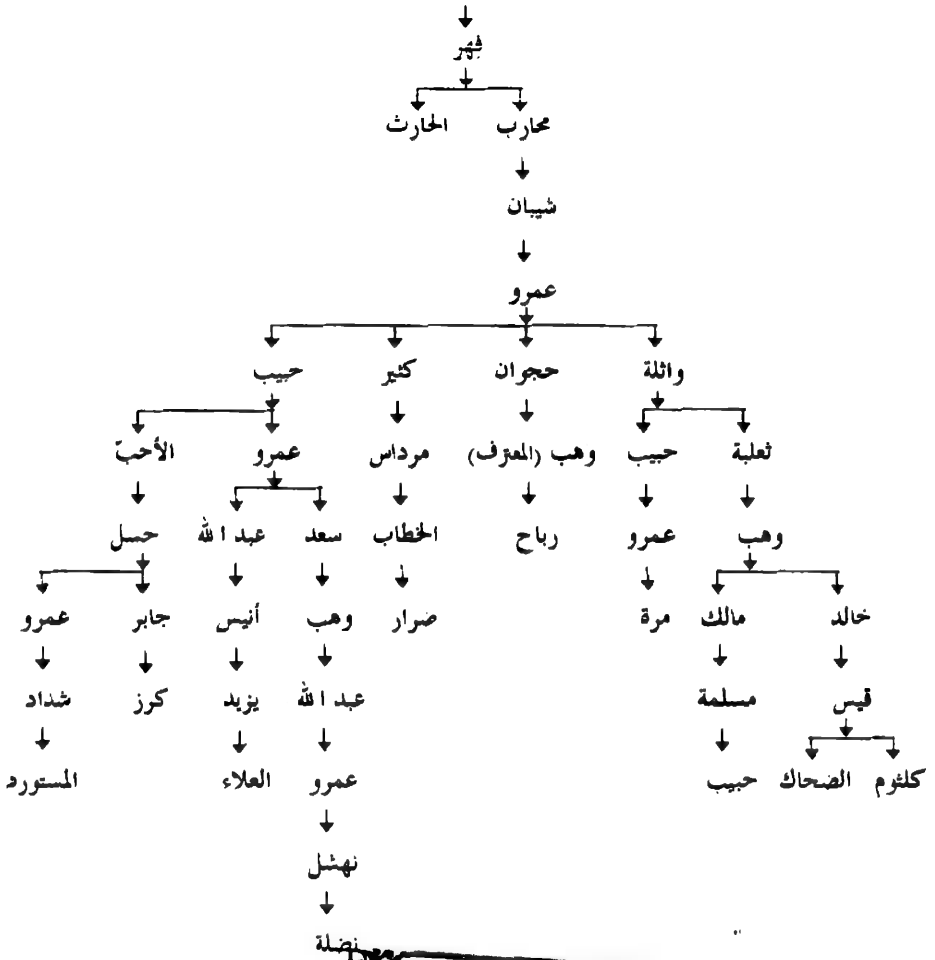 فِهر
محارب الحارث
شيبان
عمرو
واثلة حجوان كثير حبيب
ثعلبة حبيب وهب (المعترف) مرداس عمرو الأحبّ
وهب عمرو رباح الخطاب سعد عبد الله حسل
خالد مالك مرة ضرار وهب أنيس جابر عمرو
قيس مسلمة عبد الله يزيد كرز شداد
كلثوم الضحاك حبيب عمرو العلاء المستورد
نهشل
نضلة